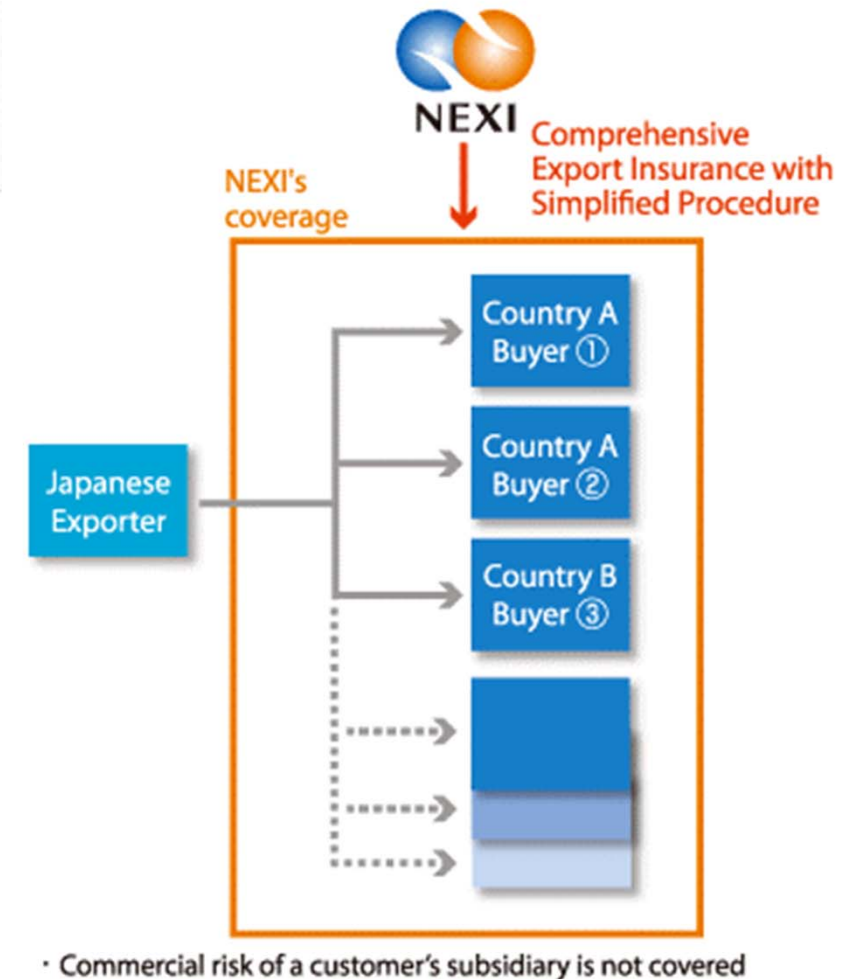 NEXI
Comprehensive
Export Insurance with
Simplified Procedure
NEXI's
coverage
Country A
Buyer ①
Country A
Buyer ②
Japanese
Exporter
Country B
Buyer ③
· Commercial risk of a customer's subsidiary is not covered